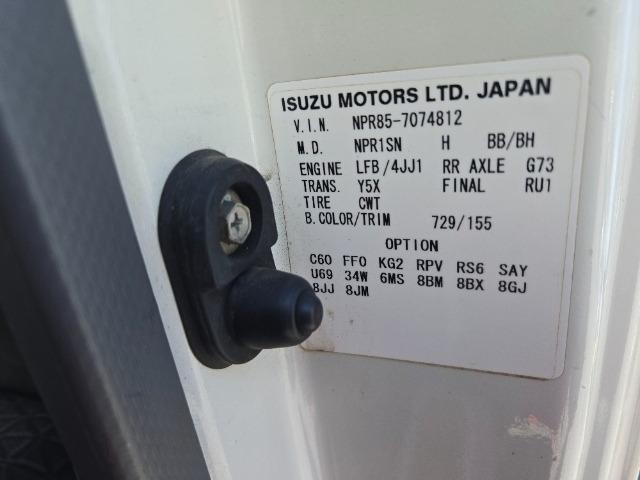 ISUZU MOTORS LTD. JAPAN
V.I.N. NPR85-7074812
M.D. NPR1SN H BB/BH
ENGINE LFB/4JJ1 RR AXLE G73
TRANS. Y5X FINAL RU1
TIRE CWT
B.COLOR/TRIM 729/155
OPTION
C60 FF0 KG2 RPV RS6 SAY
U69 34W 6MS 8BM 8BX 8GJ
8JJ 8JM